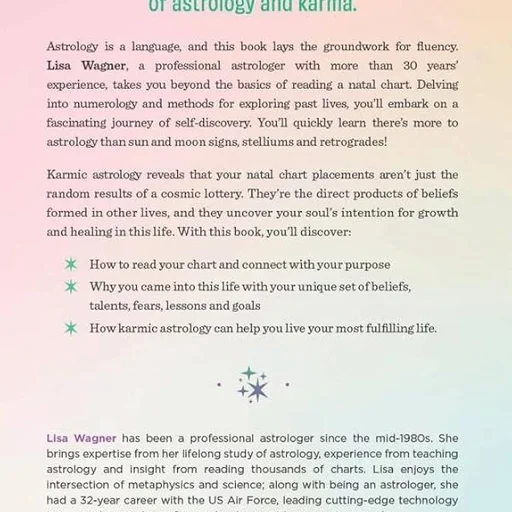 of astrology and karma.
Astrology is a language, and this book lays the groundwork for fluency.
Lisa Wagner, a professional astrologer with more than 30 years'
experience, takes you beyond the basics of reading a natal chart. Delving
into numerology and methods for exploring past lives, you'll embark on a
fascinating journey of self-discovery. You'll quickly learn there's more to
astrology than sun and moon signs, stelliums and retrogrades!
Karmic astrology reveals that your natal chart placements aren't just the
random results of a cosmic lottery. They're the direct products of beliefs
formed in other lives, and they uncover your soul's intention for growth
and healing in this life. With this book, you'll discover:
How to read your chart and connect with your purpose
Why you came into this life with your unique set of beliefs,
talents, fears, lessons and goals
How karmic astrology can help you live your most fulfilling life.
Lisa Wagner has been a professional astrologer since the mid-1980s. She
brings expertise from her lifelong study of astrology, experience from teaching
astrology and insight from reading thousands of charts. Lisa enjoys the
intersection of metaphysics and science; along with being an astrologer, she
had a 32-year career with the US Air Force, leading cutting-edge technology